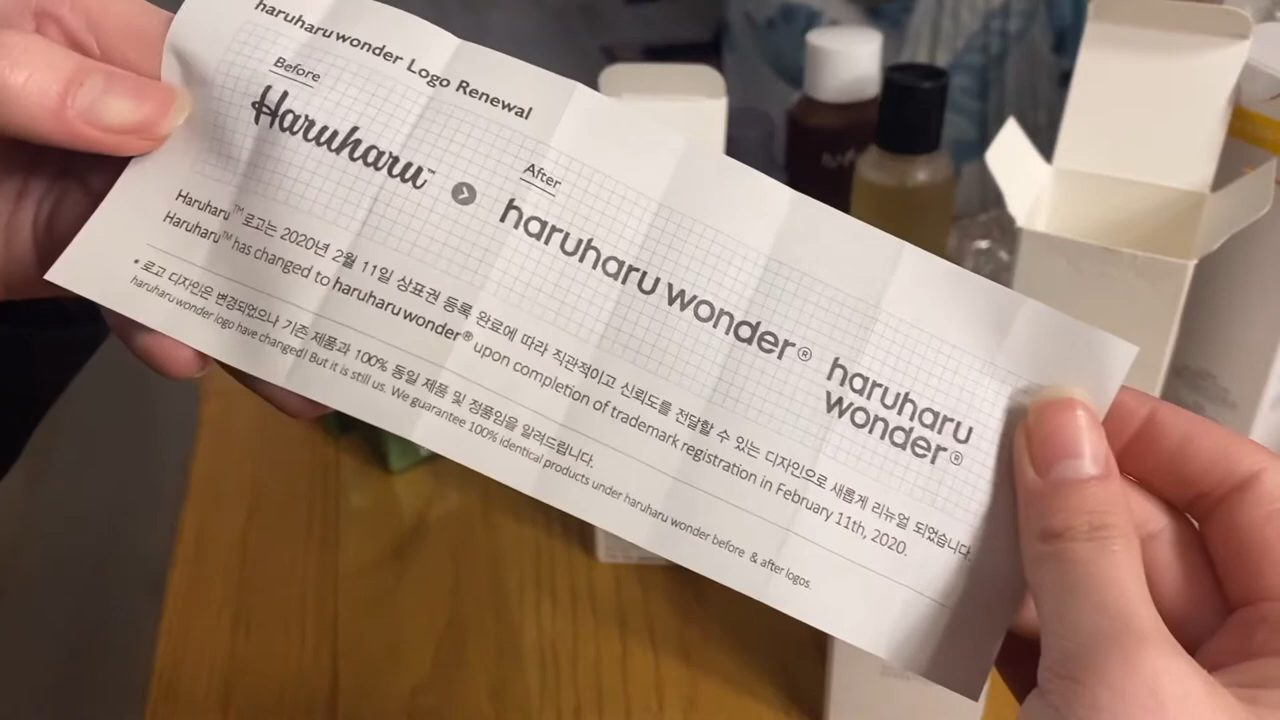 haruharu wonder Logo Renewal
Before
Haruharu™
After
haruharu wonder®
haruharu
wonder®
Haruharu™ 로고는 2020년 2월 11일 상표권 등록 완료에 따라 직관적이고 신뢰도를 전달할 수 있는 디자인으로 새롭게 리뉴얼 되었습니다.
Haruharu™ has changed to haruharu wonder® upon completion of trademark registration in February 11th, 2020.
* 로고 디자인은 변경되었으나 기존 제품과 100% 동일 제품 및 정품임을 알려드립니다.
haruharu wonder logo have changed! But it is still us. We guarantee 100% identical products under haruharu wonder before & after logos.